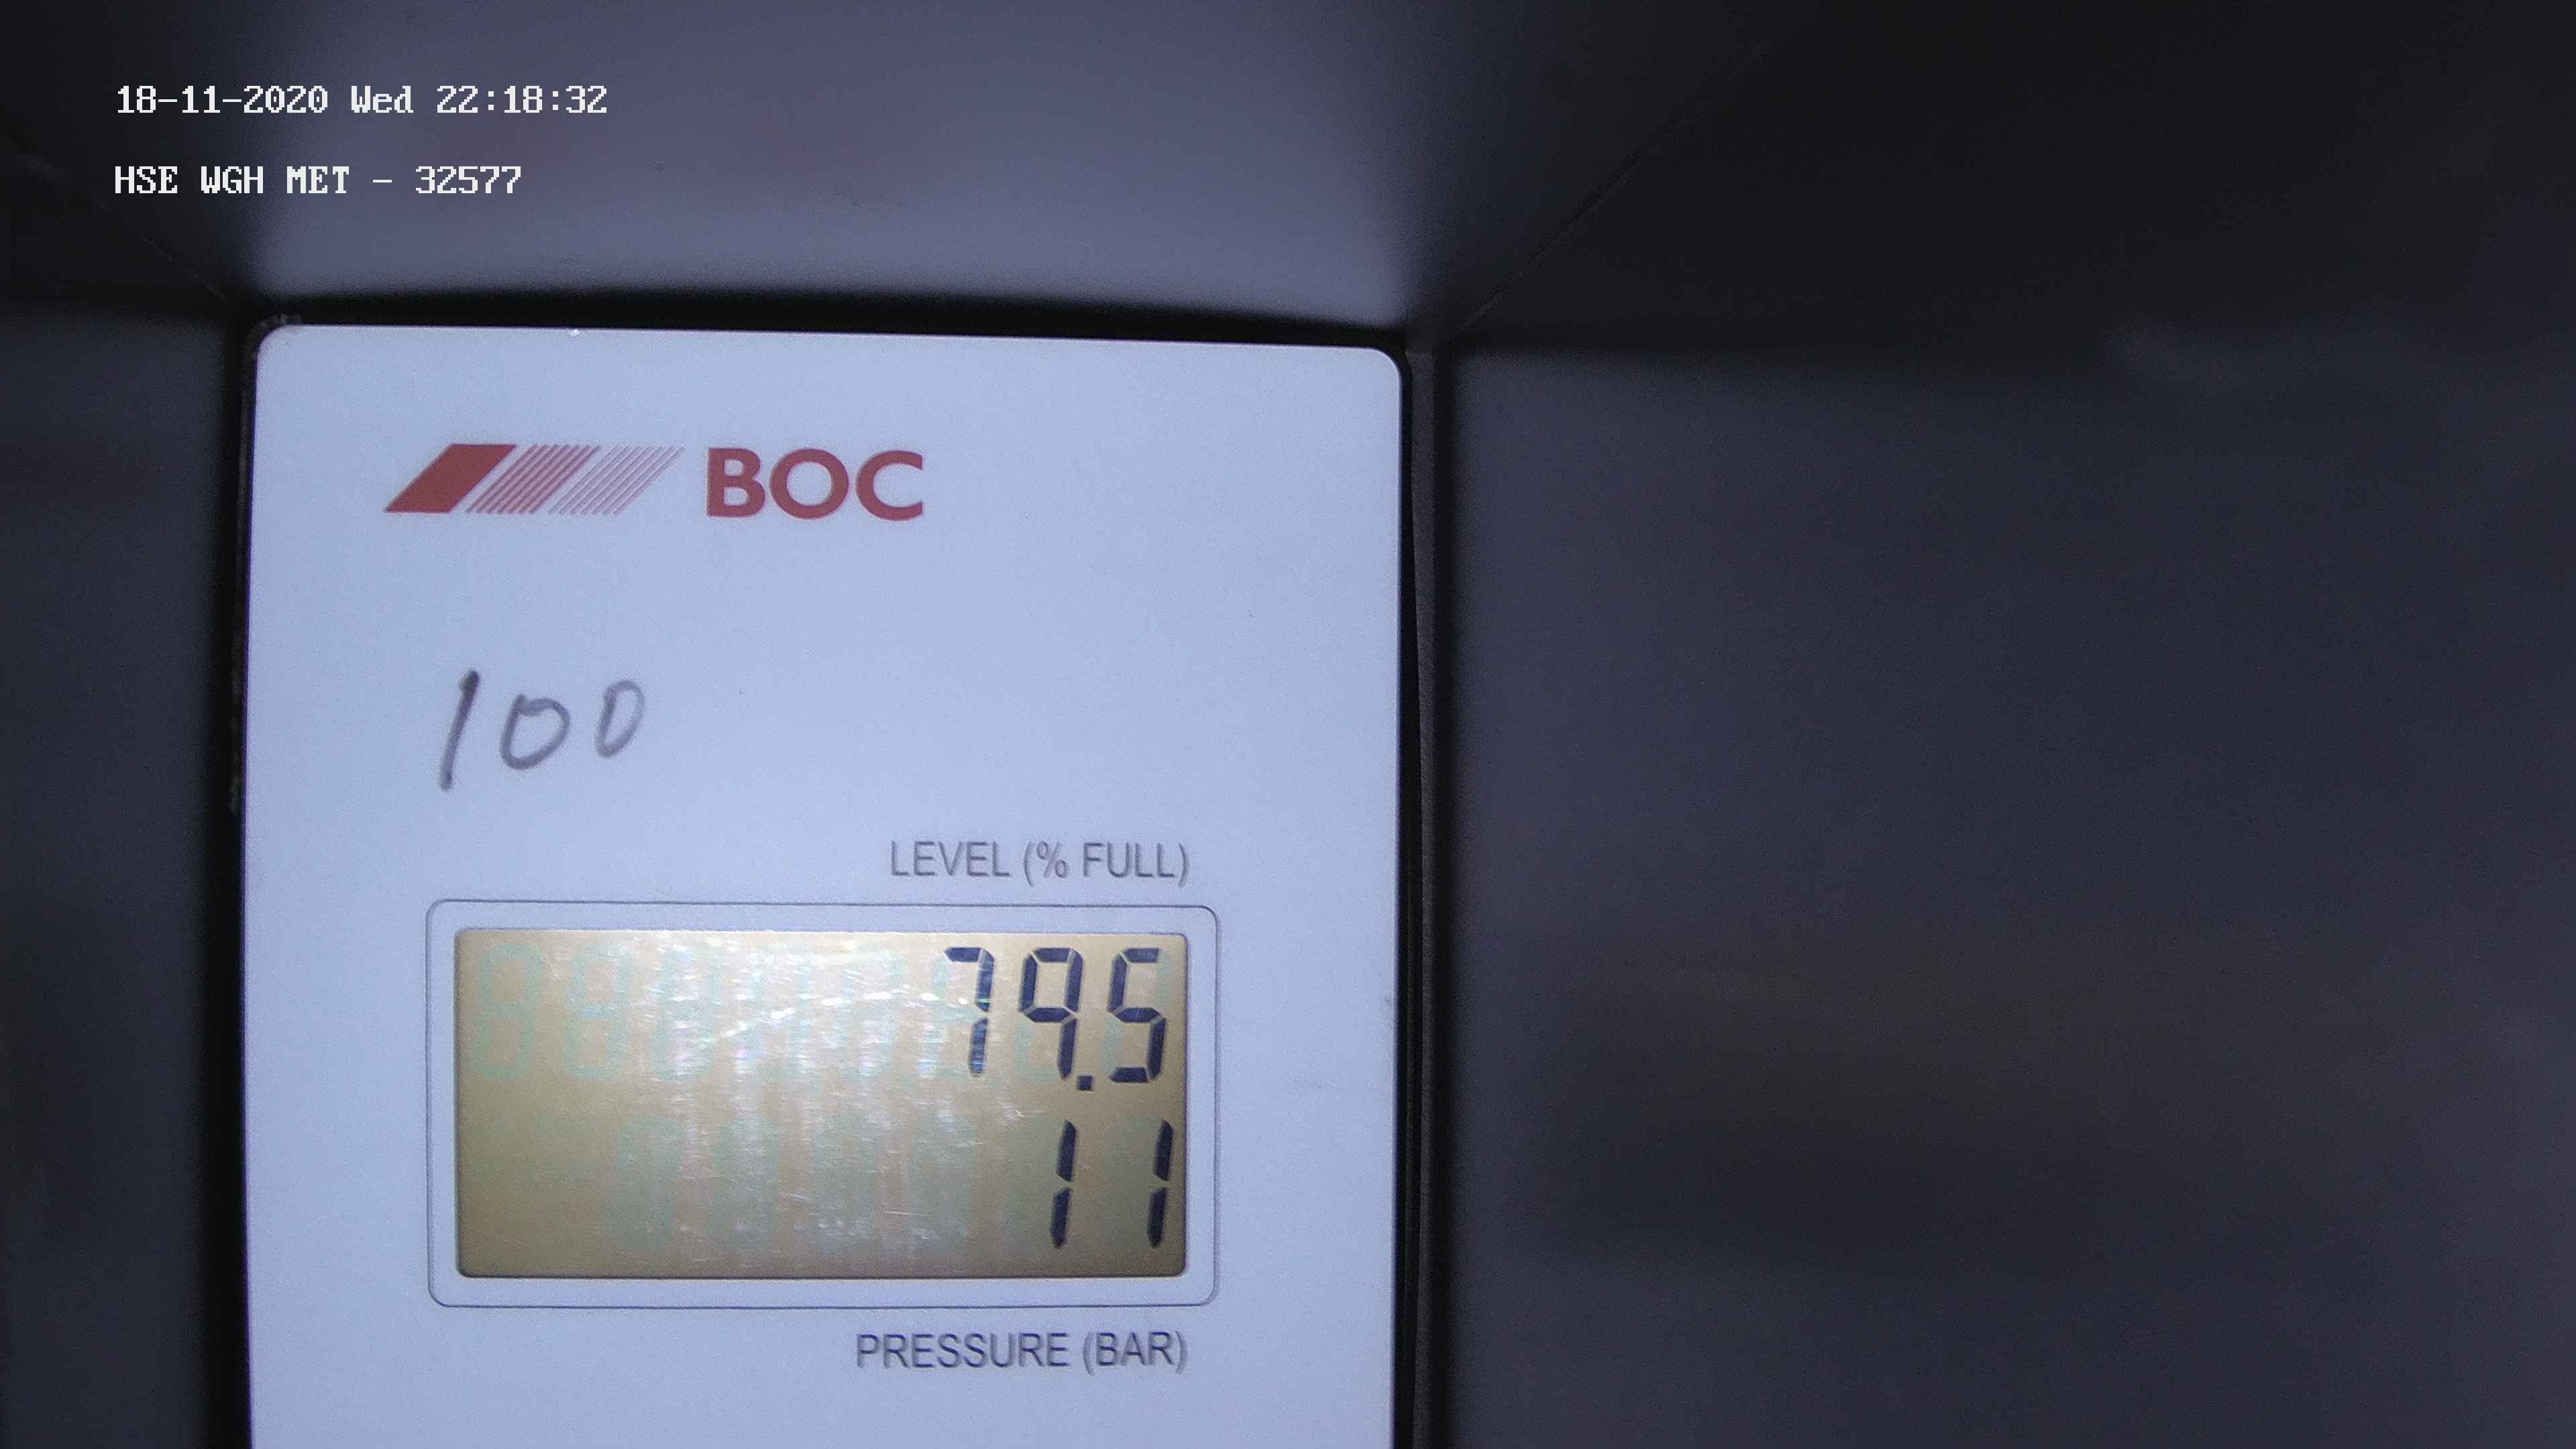 18-11-2020 Wed 22:18:32
HSE WGH MET - 32577
BOC
100
LEVEL (% FULL)
79.5
11
PRESSURE (BAR)